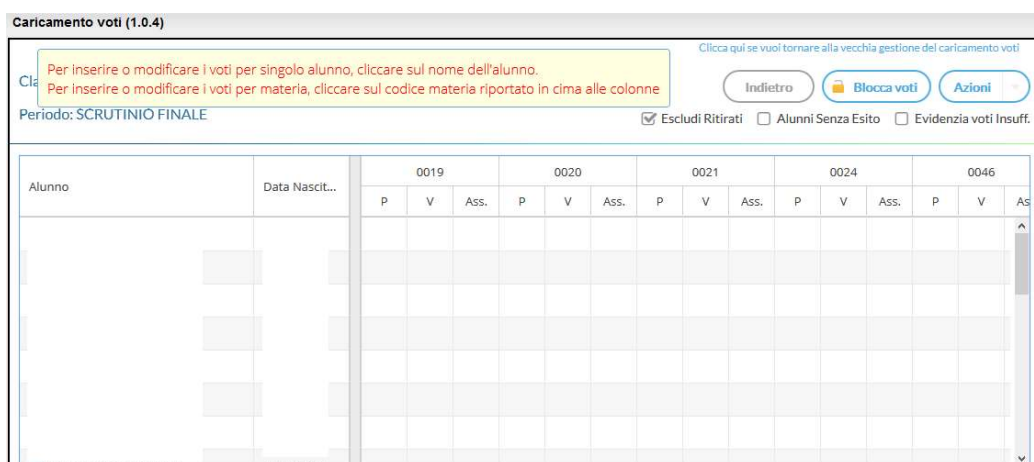 Caricamento voti (1.0.4)
Clicca qui se vuoi tornare alla vecchia gestione del caricamento voti
Per inserire o modificare i voti per singolo alunno, cliccare sul nome dell'alunno.
Per inserire o modificare i voti per materia, cliccare sul codice materia riportato in cima alle colonne
Cla
Indietro Blocca voti Azioni
Periodo: SCRUTINIO FINALE
Escludi Ritirati Alunni Senza Esito Evidenzia voti Insuff.
Alunno Data Nascit... 0019 0020 0021 0024 0046
P V Ass. P V Ass. P V Ass. P V Ass. P V As